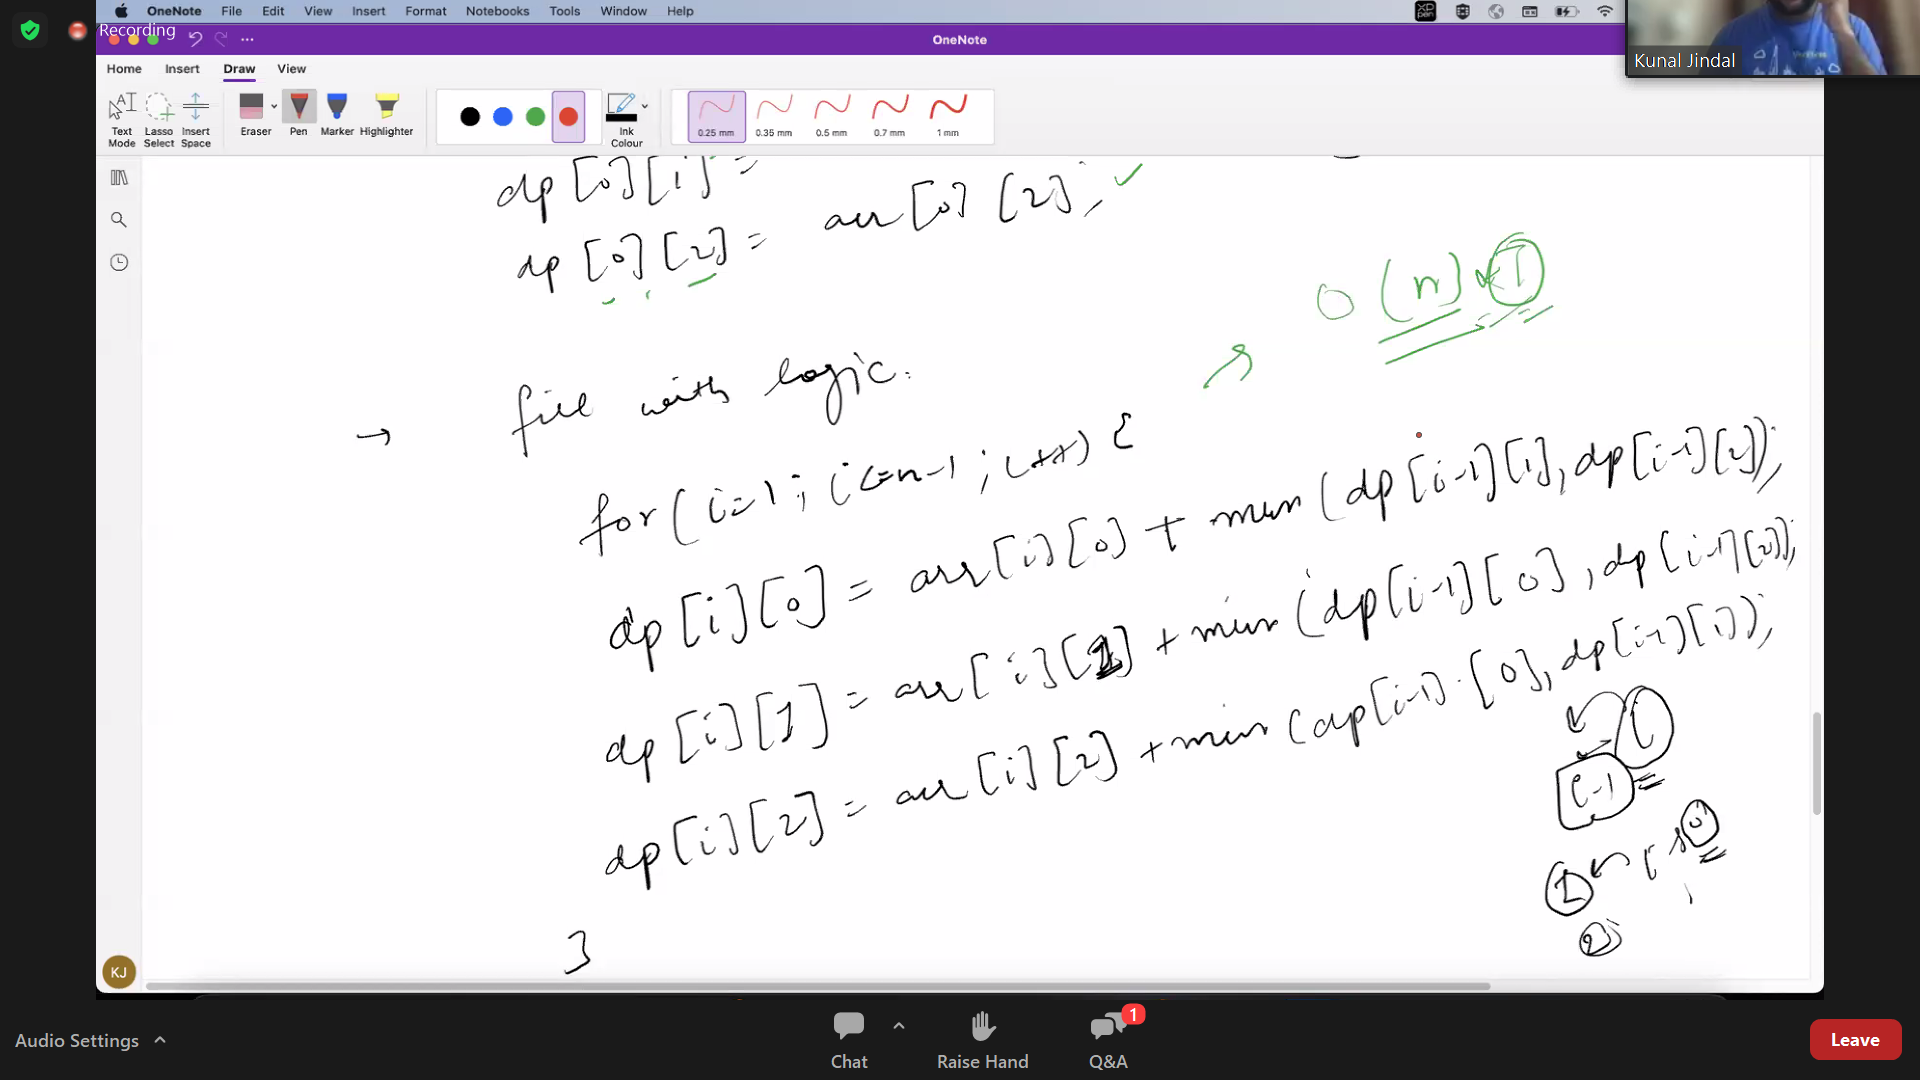 OneNote File Edit View Insert Format Notebooks Tools Window Help
Recording
OneNote
Kunal Jindal
Home Insert Draw View
Text Mode
Lasso Select
Insert Space
Eraser
Pen
Marker
Highlighter
Ink Colour
0.25 mm
0.35 mm
0.5 mm
0.7 mm
1 mm
dp [0][1] =
dp [0][2] = arr[0][2];
O(n) * 1
→ fill with logic.
for(i=1; i<=n-1; i++) {
dp[i][0] = arr[i][0] + min(dp[i-1][1], dp[i-1][2]);
dp[i][1] = arr[i][1] + min(dp[i-1][0], dp[i-1][2]);
dp[i][2] = arr[i][2] + min(dp[i-1][0], dp[i-1][1]);
i
i-1
1 0
2
}
KJ
Audio Settings
Chat
Raise Hand
1
Q&A
Leave